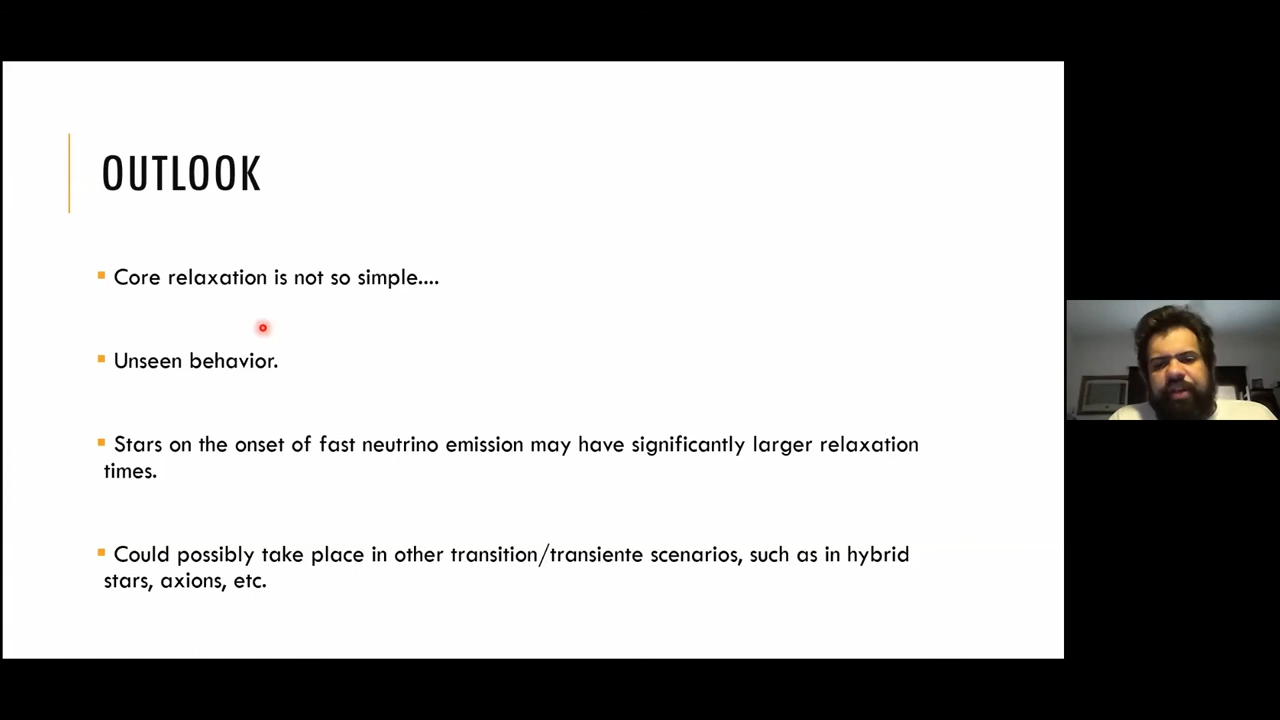 OUTLOOK
Core relaxation is not so simple....
Unseen behavior.
Stars on the onset of fast neutrino emission may have significantly larger relaxation
times.
Could possibly take place in other transition/transiente scenarios, such as in hybrid
stars, axions, etc.